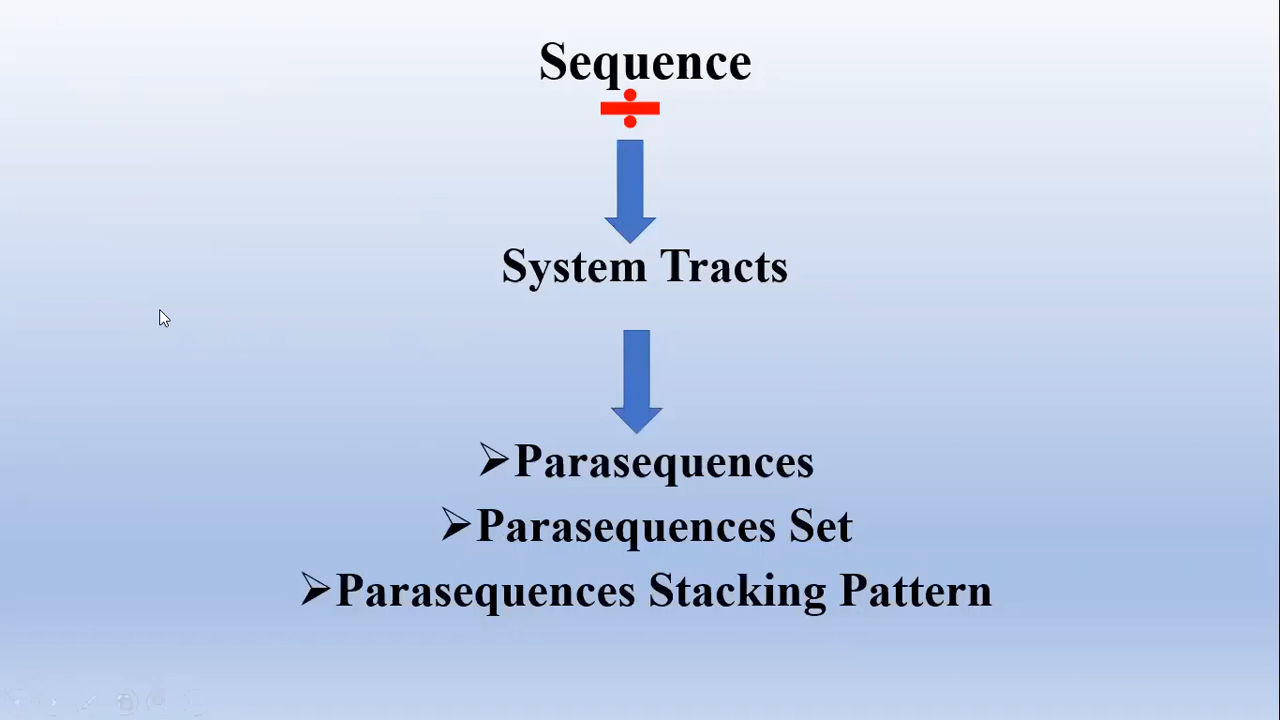 Sequence
÷
System Tracts
➢Parasequences
➢Parasequences Set
➢Parasequences Stacking Pattern